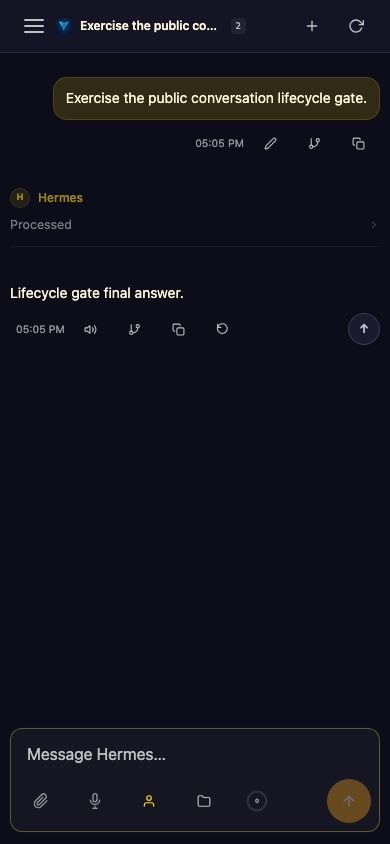 Exercise the public co...
2
Exercise the public conversation lifecycle gate.
05:05 PM
H
Hermes
Processed
Lifecycle gate final answer.
05:05 PM
Message Hermes...
0